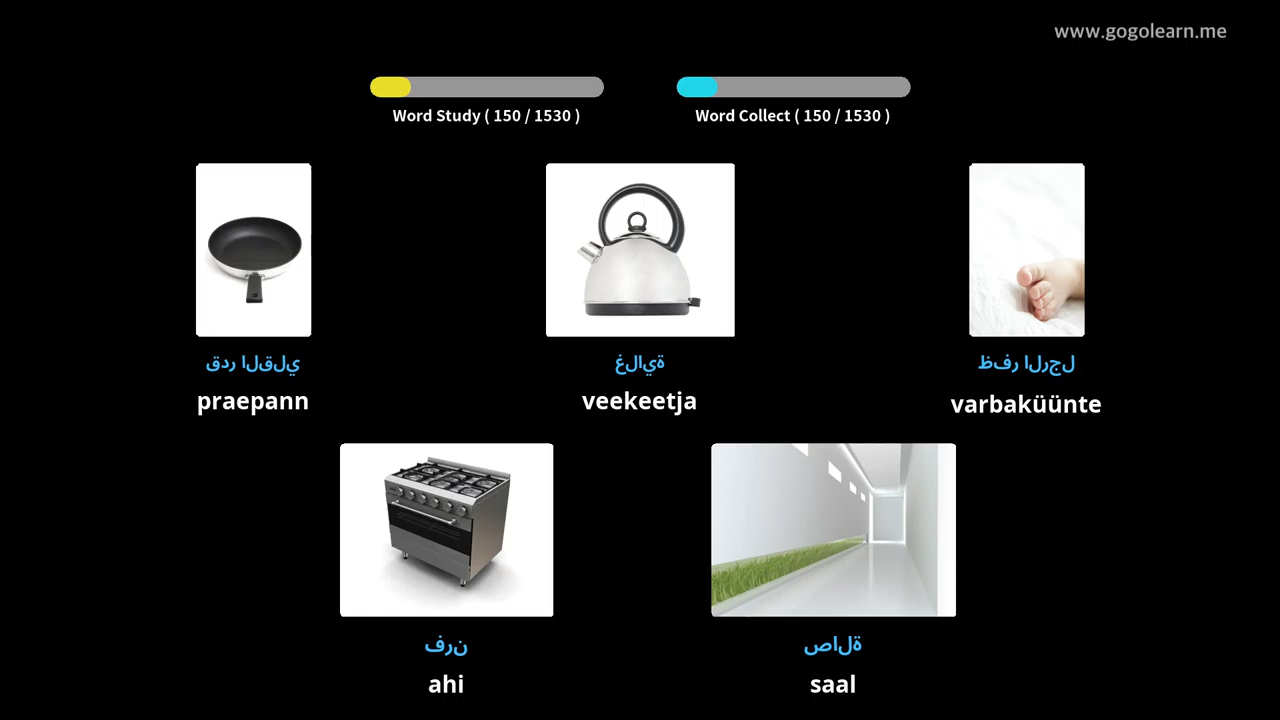 www.gogolearn.me
Word Study ( 150 / 1530 )
Word Collect ( 150 / 1530 )
قدر القلي
غلاية
ظفر الرجل
praepann
veekeetja
varbaküünte
فرن
صالة
ahi
saal